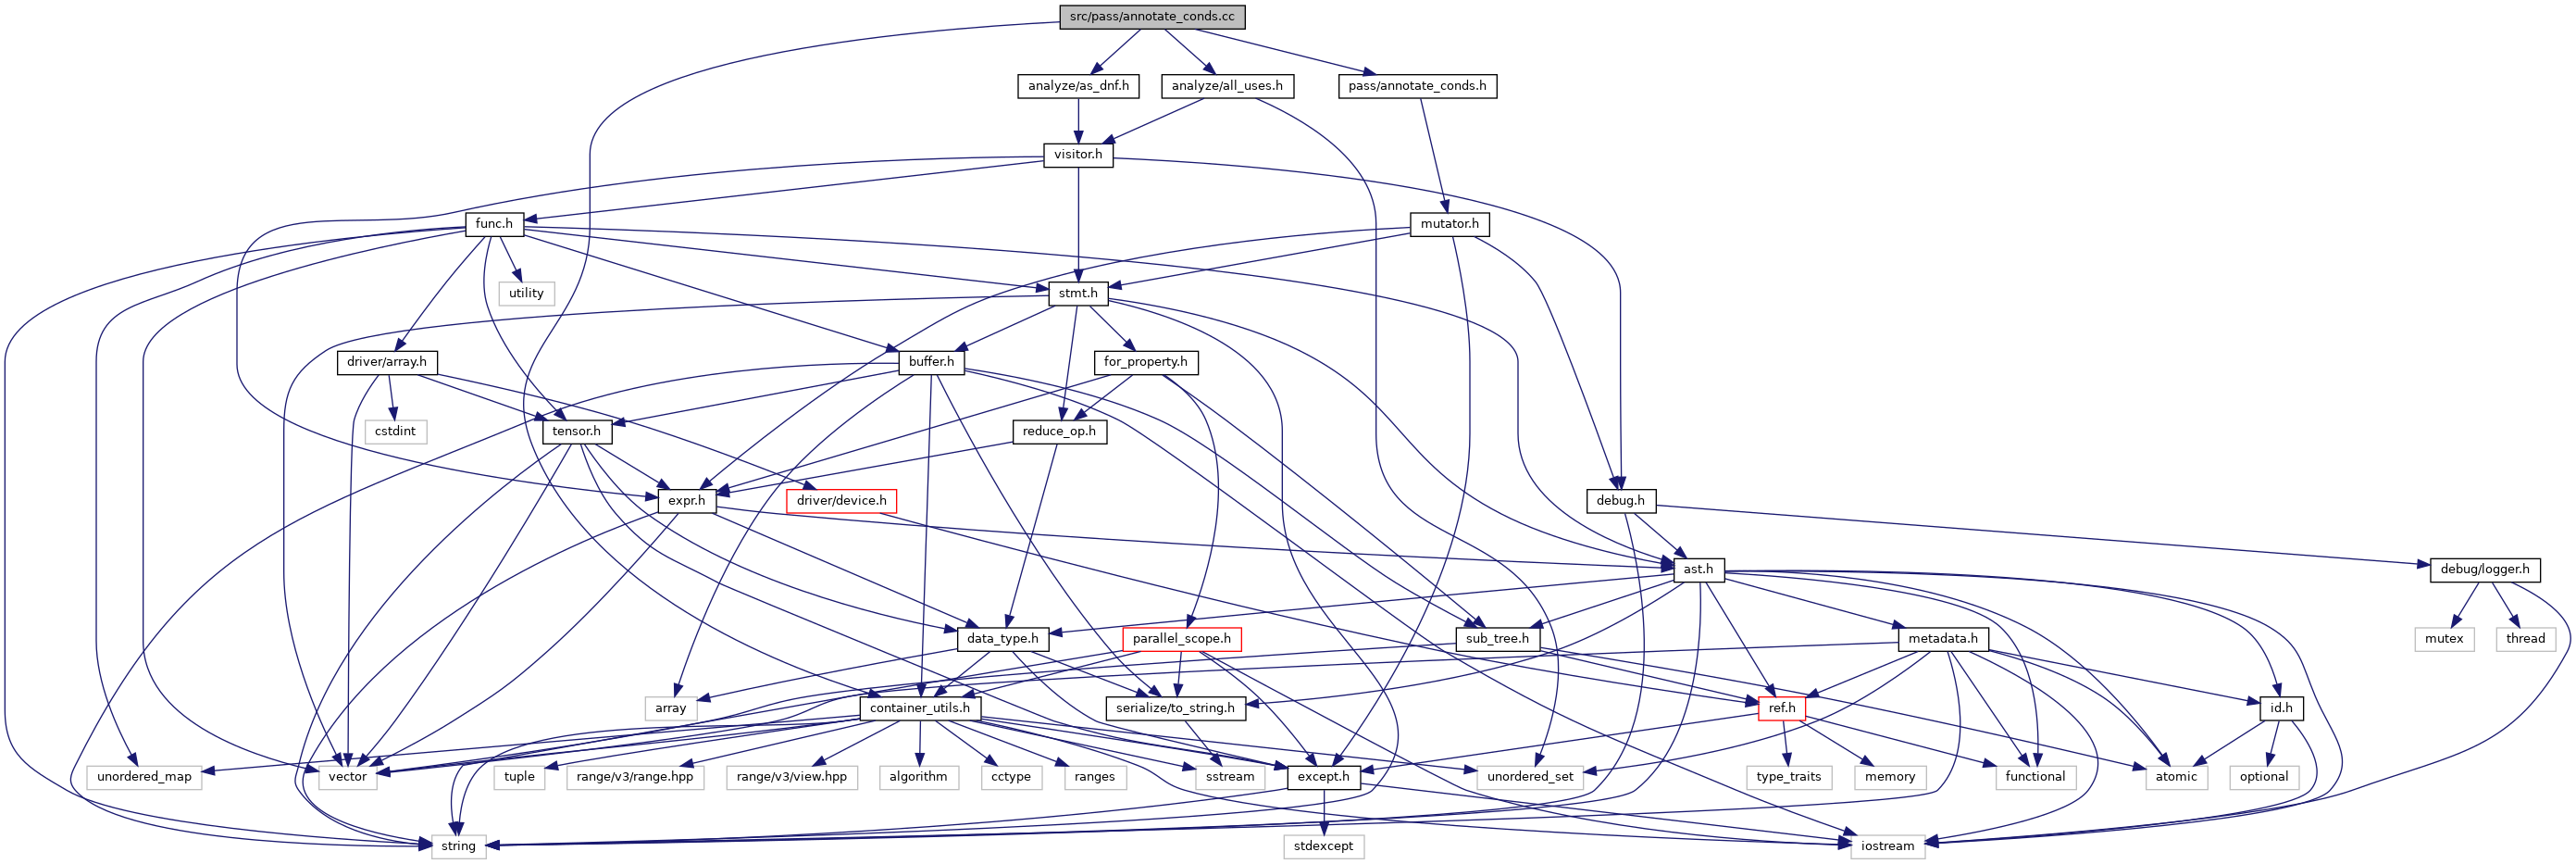 src/pass/annotate_conds.cc
analyze/as_dnf.h
analyze/all_uses.h
pass/annotate_conds.h
visitor.h
func.h
mutator.h
utility
stmt.h
driver/array.h
buffer.h
for_property.h
cstdint
tensor.h
reduce_op.h
expr.h
driver/device.h
debug.h
ast.h
debug/logger.h
data_type.h
parallel_scope.h
sub_tree.h
metadata.h
mutex
thread
array
container_utils.h
serialize/to_string.h
ref.h
id.h
unordered_map
vector
tuple
range/v3/range.hpp
range/v3/view.hpp
algorithm
cctype
ranges
sstream
except.h
unordered_set
type_traits
memory
functional
atomic
optional
string
stdexcept
iostream